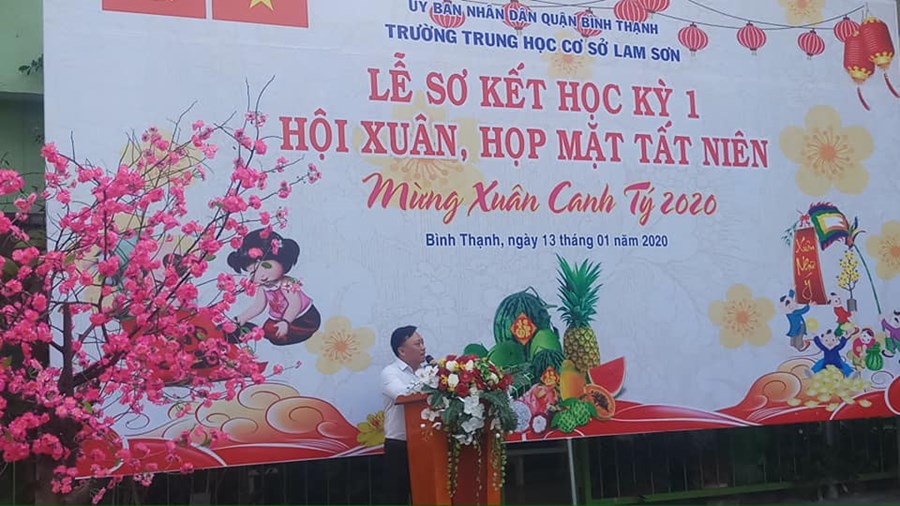 ỦY BAN NHÂN DÂN QUẬN BÌNH THẠNH
TRƯỜNG TRUNG HỌC CƠ SỞ LAM SƠN
LỄ SƠ KẾT HỌC KỲ 1
HỘI XUÂN, HỌP MẶT TẤT NIÊN
Mừng Xuân Canh Tý 2020
Bình Thạnh, ngày 13 tháng 01 năm 2020
Xuân
Như
Ý